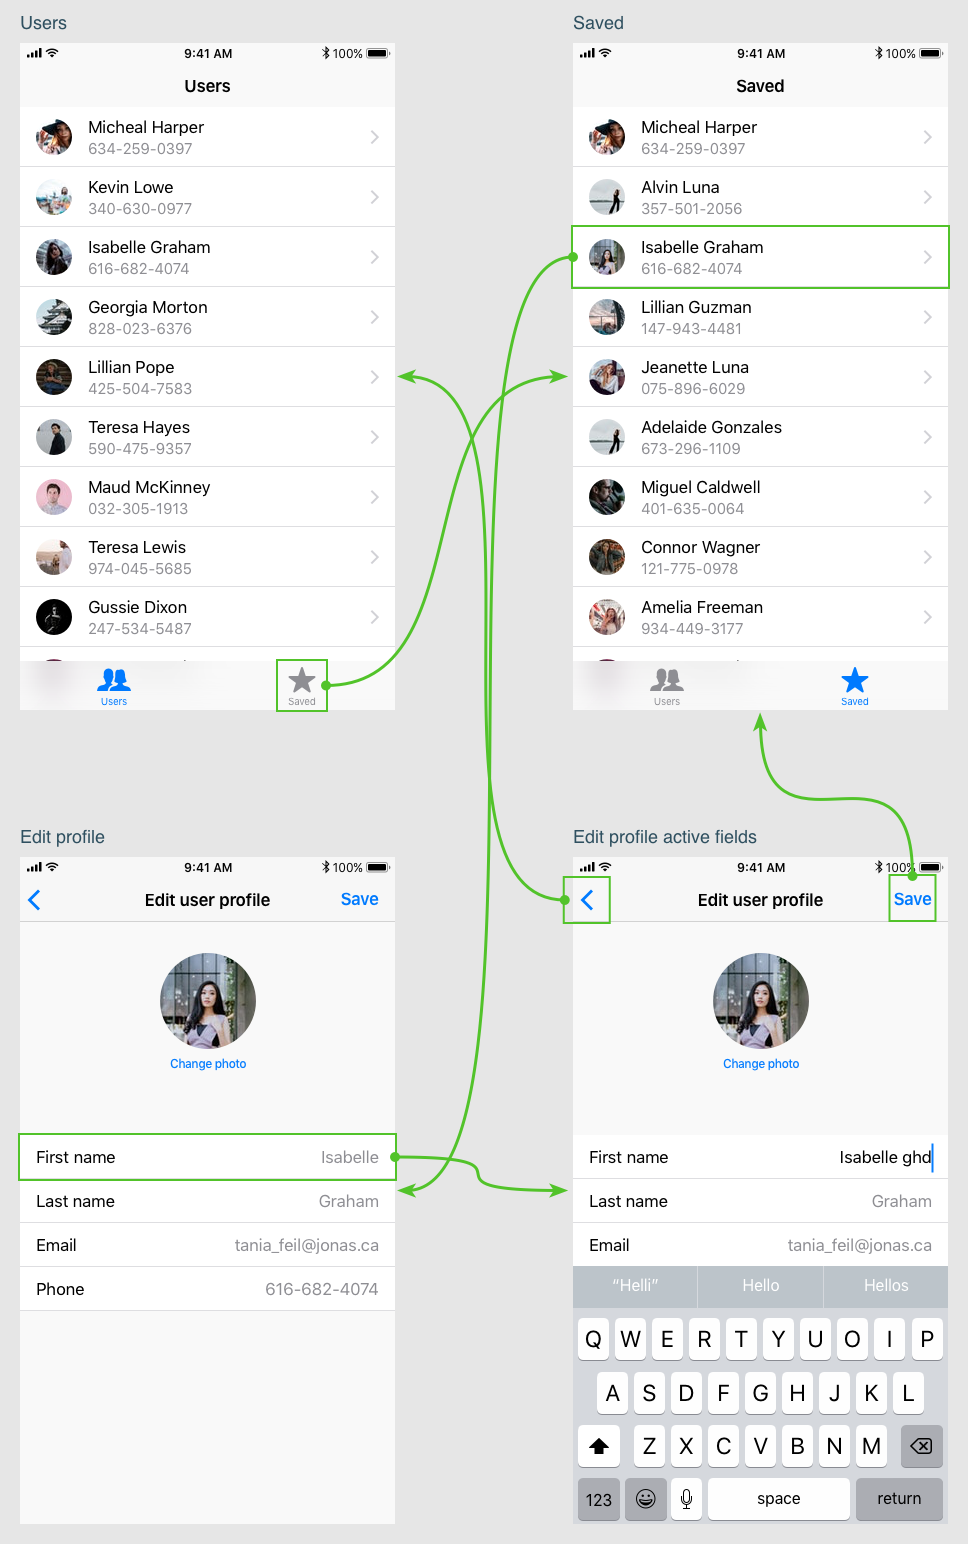 Users
9:41 AM
100%
Users
Micheal Harper
634-259-0397
Kevin Lowe
340-630-0977
Isabelle Graham
616-682-4074
Georgia Morton
828-023-6376
Lillian Pope
425-504-7583
Teresa Hayes
590-475-9357
Maud McKinney
032-305-1913
Teresa Lewis
974-045-5685
Gussie Dixon
247-534-5487
Users
Saved
Saved
9:41 AM
100%
Saved
Micheal Harper
634-259-0397
Alvin Luna
357-501-2056
Isabelle Graham
616-682-4074
Lillian Guzman
147-943-4481
Jeanette Luna
075-896-6029
Adelaide Gonzales
673-296-1109
Miguel Caldwell
401-635-0064
Connor Wagner
121-775-0978
Amelia Freeman
934-449-3177
Users
Saved
Edit profile
9:41 AM
100%
Edit user profile
Save
Change photo
First name Isabelle
Last name Graham
Email tania_feil@jonas.ca
Phone 616-682-4074
Edit profile active fields
9:41 AM
100%
Edit user profile
Save
Change photo
First name Isabelle ghd
Last name Graham
Email tania_feil@jonas.ca
“Helli” Hello Hellos
Q W E R T Y U O I P
A S D F G H J K L
Z X C V B N M
123 space return